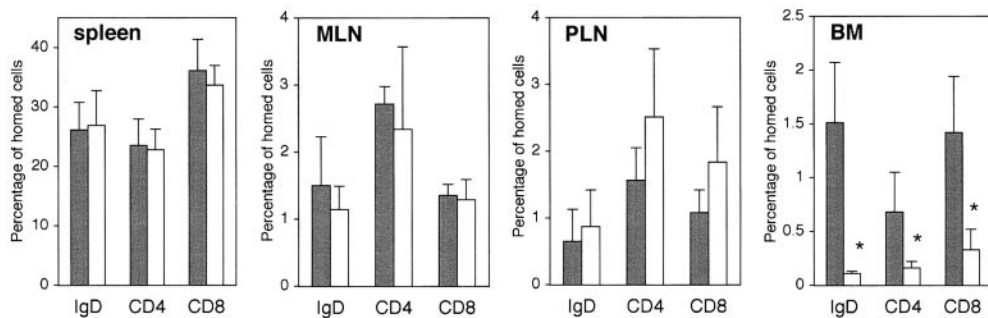 spleen
Percentage of homed cells
40
30
20
10
0
IgD CD4 CD8
MLN
Percentage of homed cells
4
3
2
1
0
IgD CD4 CD8
PLN
Percentage of homed cells
4
3
2
1
0
IgD CD4 CD8
BM
Percentage of homed cells
2.5
2
1.5
1
0.5
0
* * *
IgD CD4 CD8